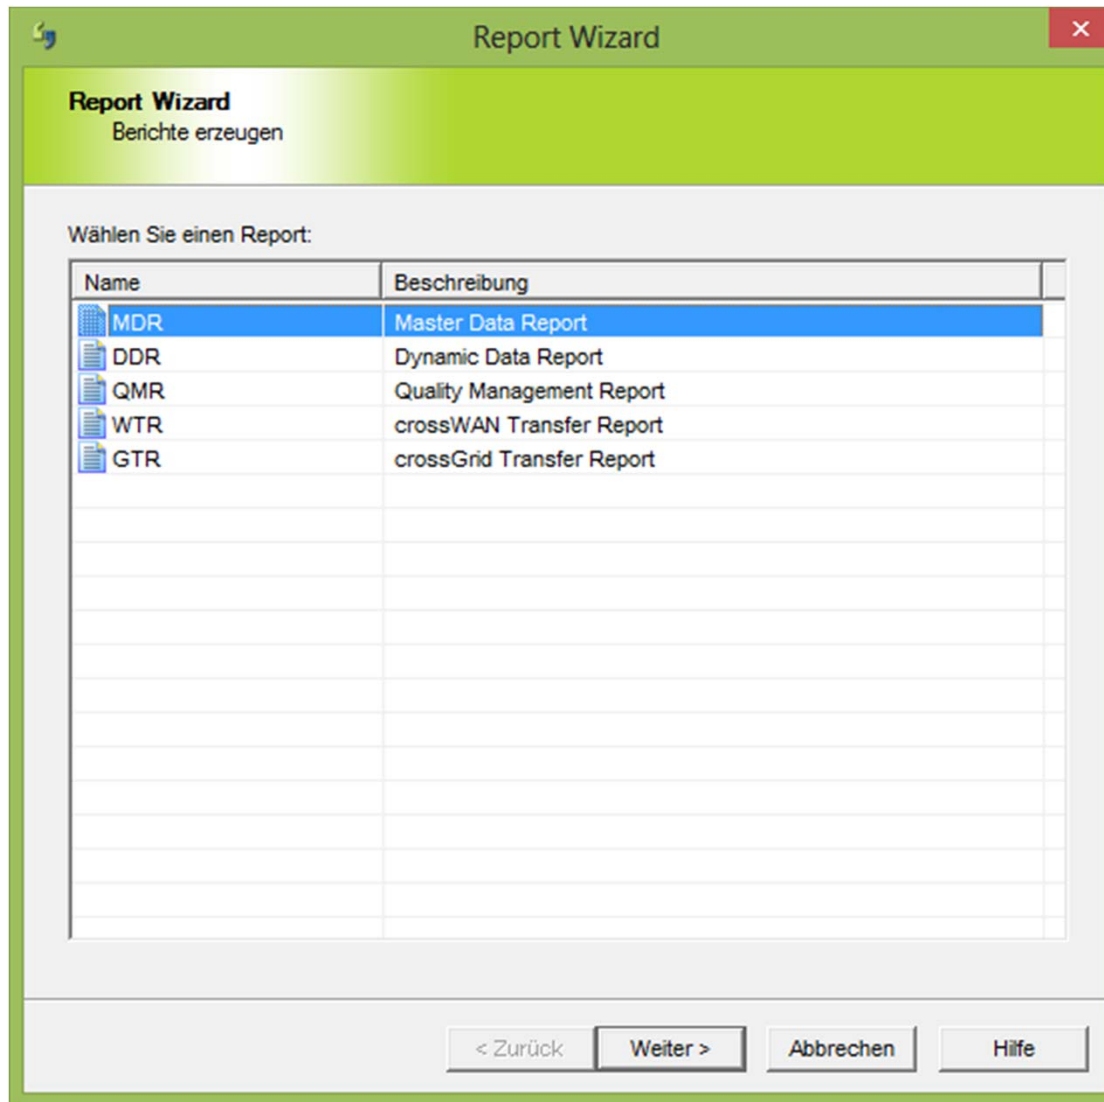 Report Wizard
Report Wizard
Berichte erzeugen
Wählen Sie einen Report:
Name Beschreibung
MDR Master Data Report
DDR Dynamic Data Report
QMR Quality Management Report
WTR crossWAN Transfer Report
GTR crossGrid Transfer Report
< Zurück Weiter > Abbrechen Hilfe